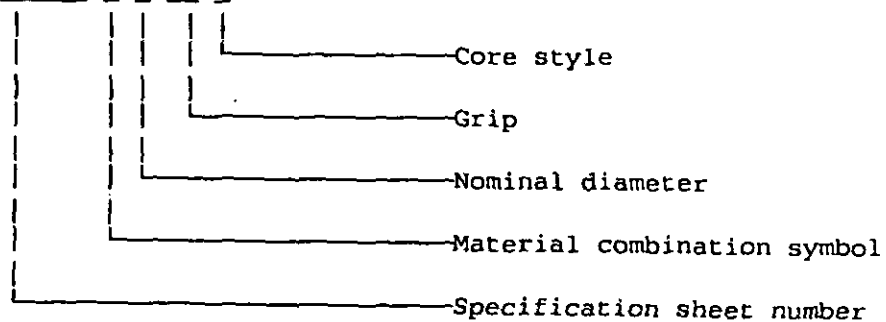 Core style
Grip
Nominal diameter
Material combination symbol
Specification sheet number